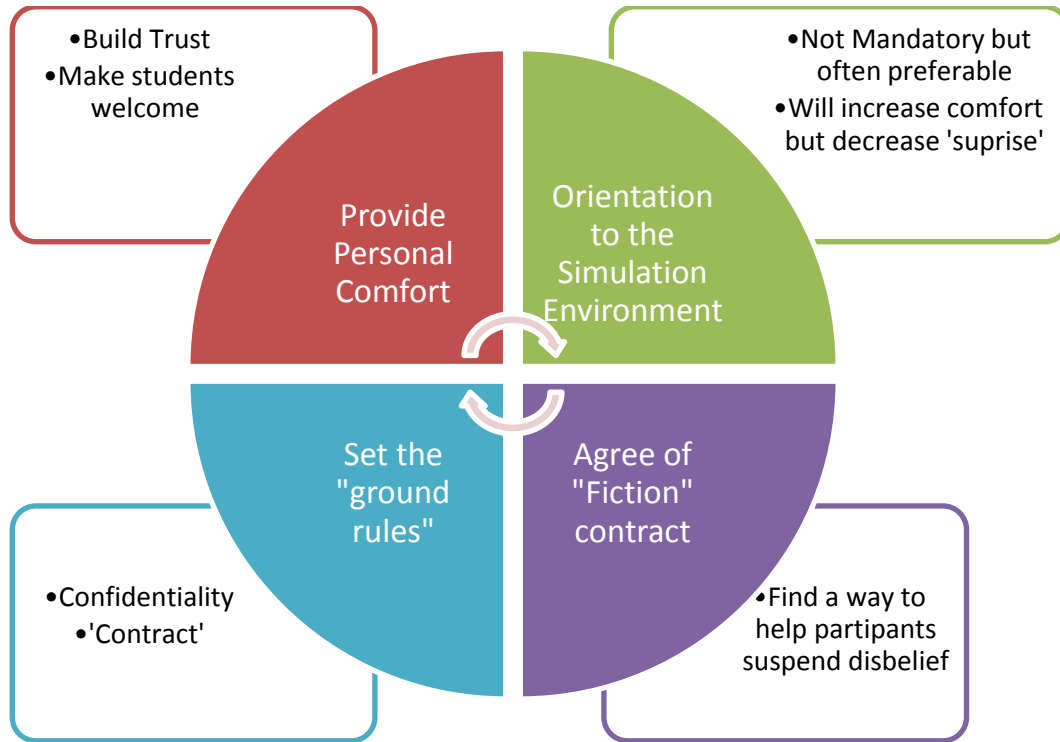 •Build Trust
•Make students
welcome
•Not Mandatory but
often preferable
•Will increase comfort
but decrease 'suprise'
Provide
Personal
Comfort
Orientation
to the
Simulation
Environment
Set the
"ground
rules"
Agree of
"Fiction"
contract
•Confidentiality
•'Contract'
•Find a way to
help partipants
suspend disbelief